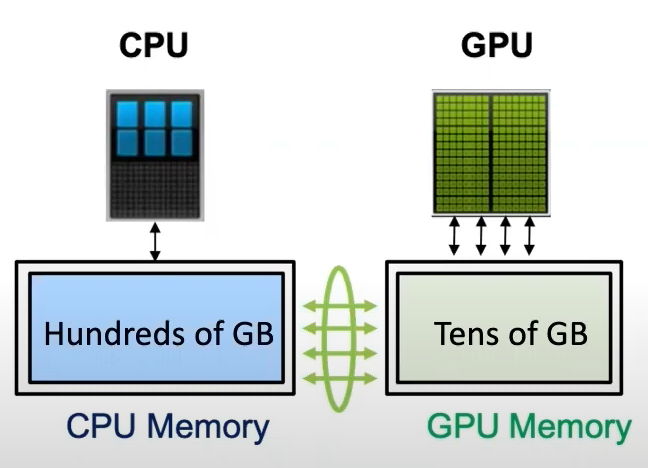 CPU
GPU
Hundreds of GB
Tens of GB
CPU Memory
GPU Memory